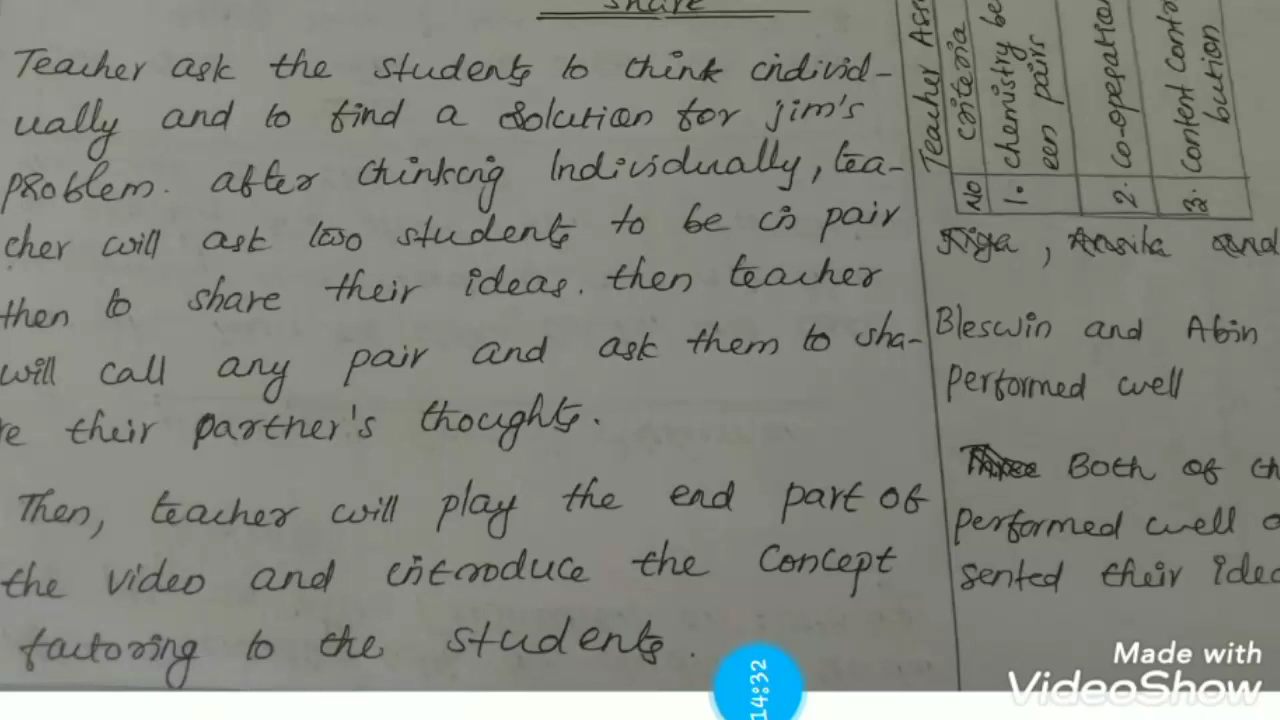 share
Teacher ask the students to think individ-
ually and to find a solution for jim's
problem. after thinking Individually, tea-
cher will ask two students to be in pair
then to share their ideas. then teacher
will call any pair and ask them to sha-
re their partner's thoughts.
Then, teacher will play the end part of
the video and introduce the concept
factoring to the students.
Teacher Ass
No criteria
1. chemistry be
een pairs
2. co-operation
3. content contr
bution
and
Bleswin and Abin
performed well
Three Both of th
performed well
sented their idea
14:32
Made with
VideoShow